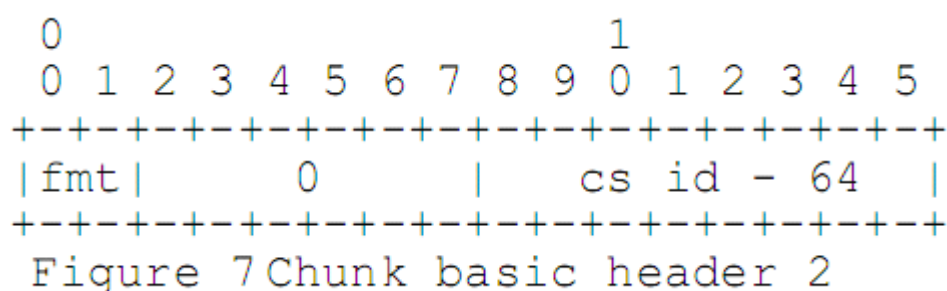 0                   1
0 1 2 3 4 5 6 7 8 9 0 1 2 3 4 5
+-+-+-+-+-+-+-+-+-+-+-+-+-+-+-+-+
|fmt|     0     |   cs id - 64  |
+-+-+-+-+-+-+-+-+-+-+-+-+-+-+-+-+
Figure 7 Chunk basic header 2